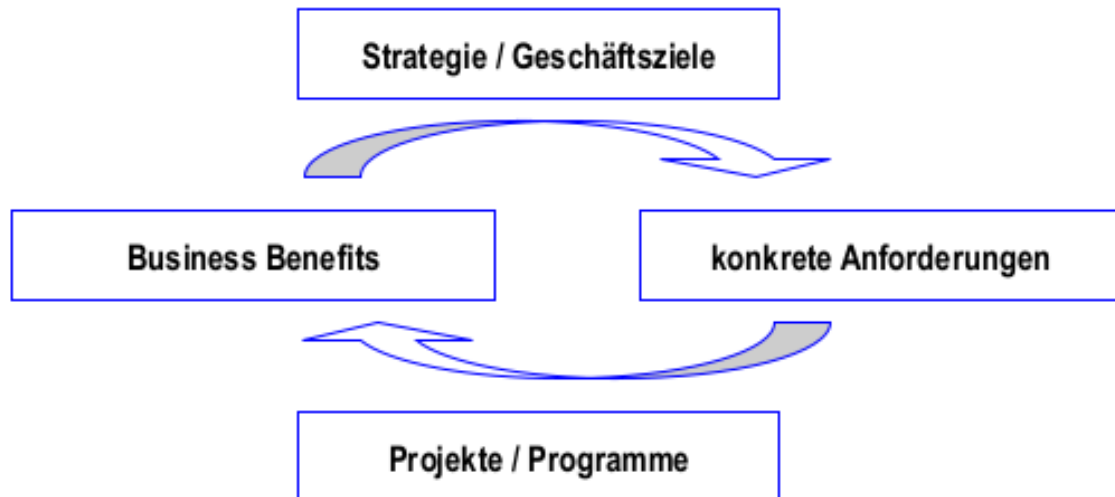 Strategie / Geschäftsziele
Business Benefits
konkrete Anforderungen
Projekte / Programme